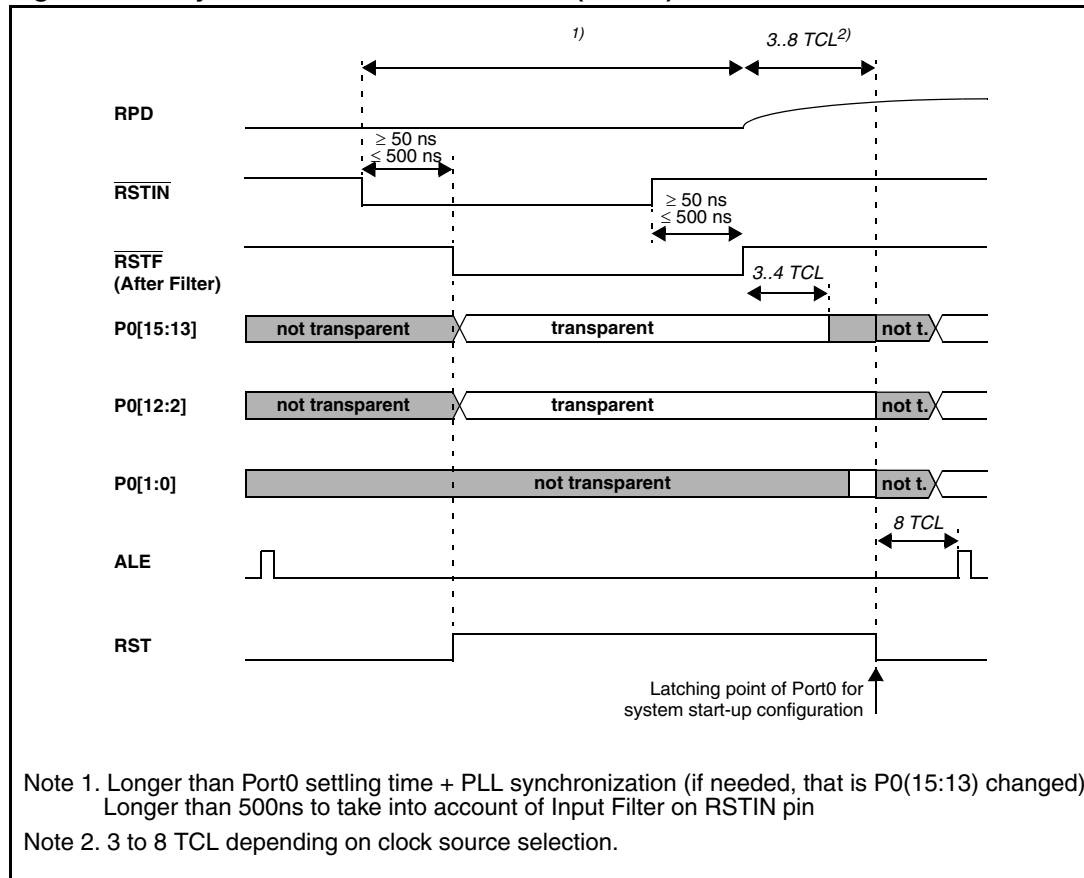 1)
3..8 TCL2)
RPD
≥ 50 ns
≤ 500 ns
RSTIN
≥ 50 ns
≤ 500 ns
RSTF
(After Filter)
3..4 TCL
P0[15:13] not transparent transparent not t.
P0[12:2] not transparent transparent not t.
P0[1:0] not transparent not t.
8 TCL
ALE
RST
Latching point of Port0 for
system start-up configuration
Note 1. Longer than Port0 settling time + PLL synchronization (if needed, that is P0(15:13) changed)
Longer than 500ns to take into account of Input Filter on RSTIN pin
Note 2. 3 to 8 TCL depending on clock source selection.